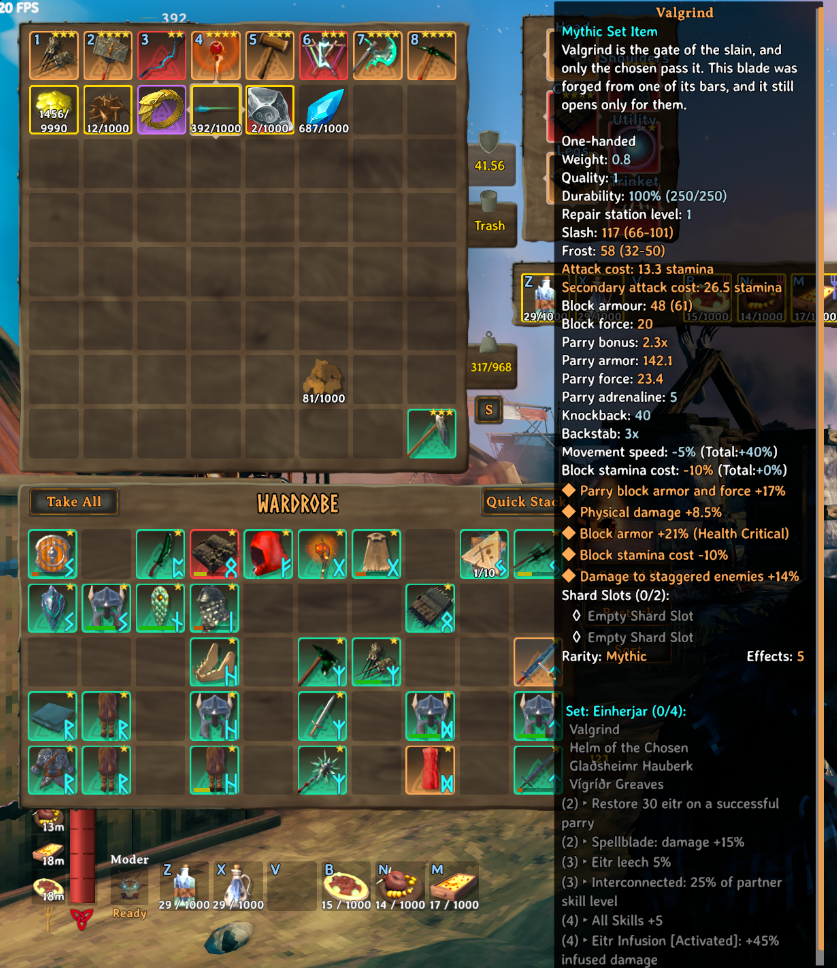 20 FPS
392
1
2
3
4
5
6
7
8
1456/
9990
12/1000
392/1000
2/1000
687/1000
41.56
Trash
317/968
81/1000
S
Utility
Trinket
Z
29/1000
15/1000
N
14/1000
M
Take All
WARDROBE
Quick Stack
1/10
13m
18m
18m
Moder
Ready
Z
29/1000
X
29/1000
V
B
15/1000
N
14/1000
M
17/1000
Valgrind
Mythic Set Item
Valgrind is the gate of the slain, and
only the chosen pass it. This blade was
forged from one of its bars, and it still
opens only for them.
One-handed
Weight: 0.8
Quality: 1
Durability: 100% (250/250)
Repair station level: 1
Slash: 117 (66-101)
Frost: 58 (32-50)
Attack cost: 13.3 stamina
Secondary attack cost: 26.5 stamina
Block armour: 48 (61)
Block force: 20
Parry bonus: 2.3x
Parry armor: 142.1
Parry force: 23.4
Parry adrenaline: 5
Knockback: 40
Backstab: 3x
Movement speed: -5% (Total:+40%)
Block stamina cost: -10% (Total:+0%)
◆ Parry block armor and force +17%
◆ Physical damage +8.5%
◆ Block armor +21% (Health Critical)
◆ Block stamina cost -10%
◆ Damage to staggered enemies +14%
Shard Slots (0/2):
◊ Empty Shard Slot
◊ Empty Shard Slot
Rarity: Mythic Effects: 5
Set: Einherjar (0/4):
Valgrind
Helm of the Chosen
Glaðsheimr Hauberk
Vígríðr Greaves
(2) ‣ Restore 30 eitr on a successful
parry
(2) ‣ Spellblade: damage +15%
(3) ‣ Eitr leech 5%
(3) ‣ Interconnected: 25% of partner
skill level
(4) ‣ All Skills +5
(4) ‣ Eitr Infusion [Activated]: +45%
infused damage